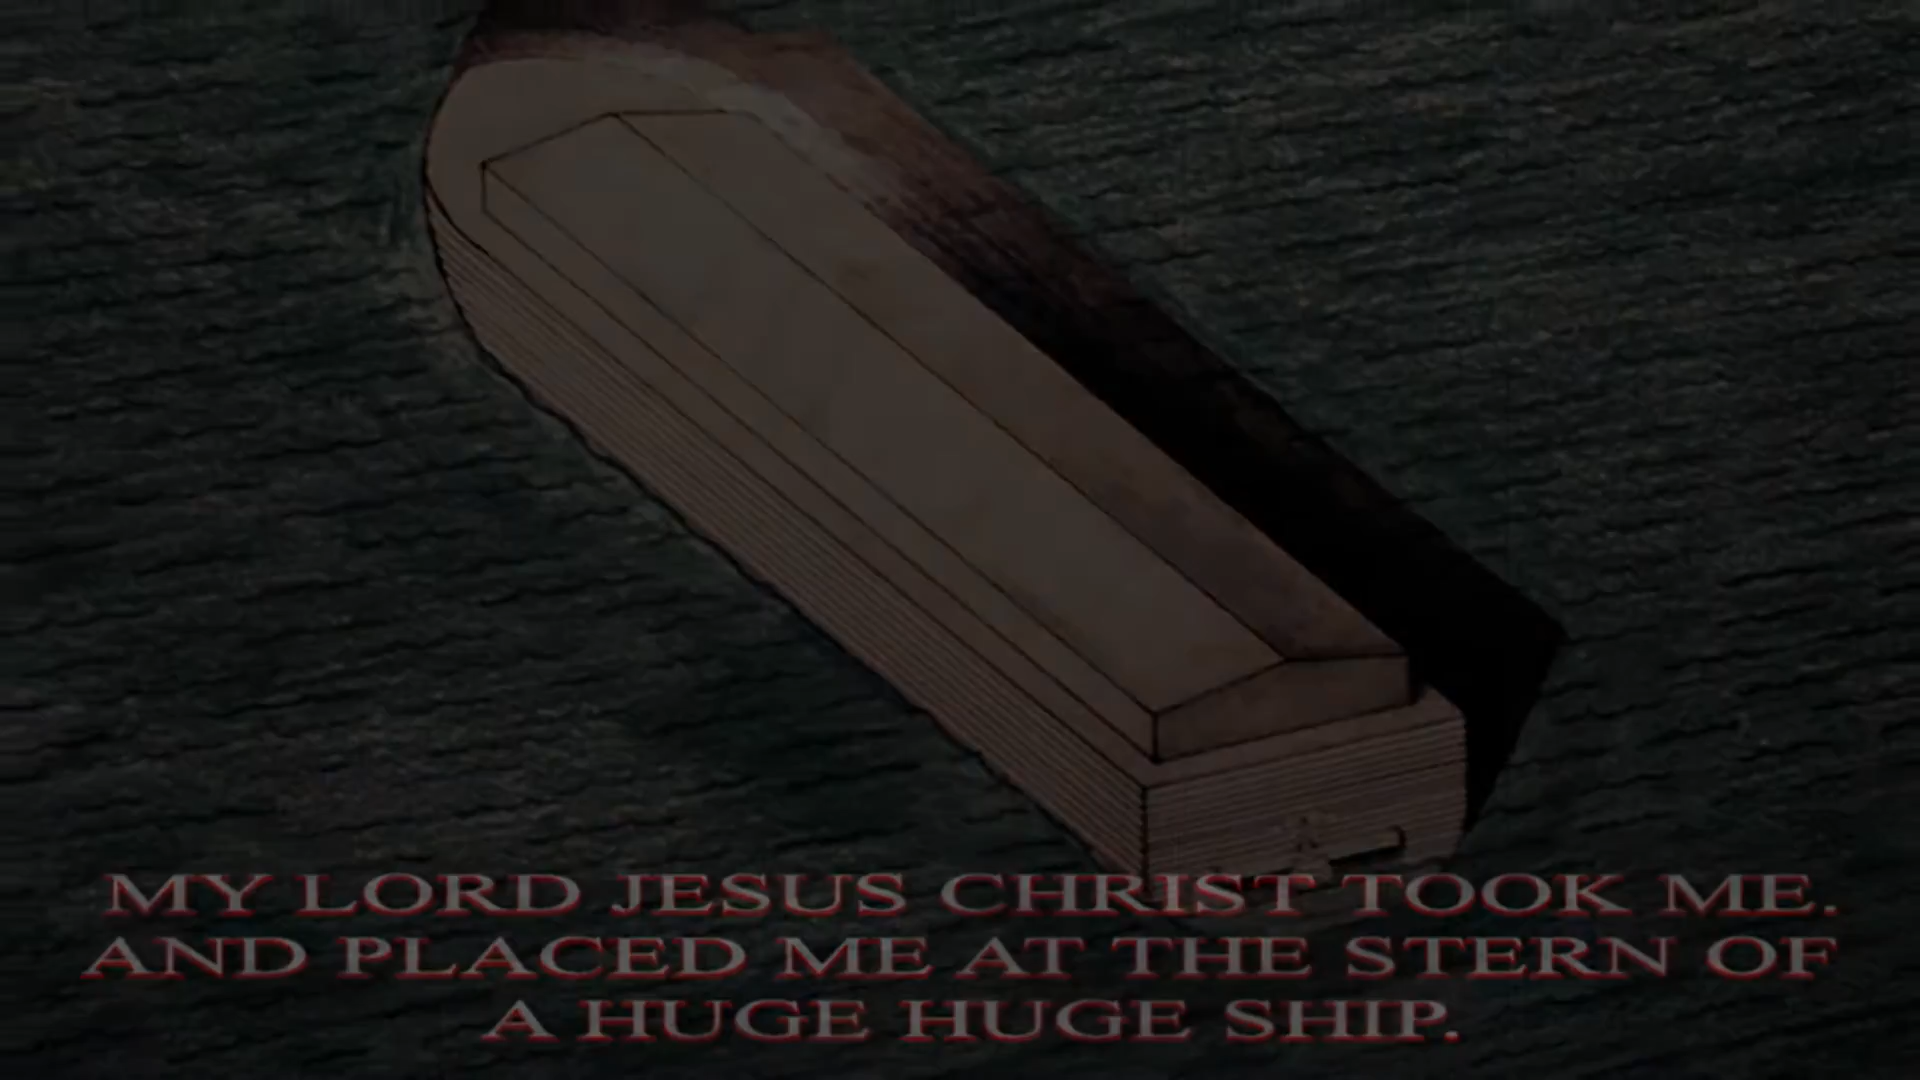 MY LORD JESUS CHRIST TOOK ME.
AND PLACED ME AT THE STERN OF
A HUGE HUGE SHIP.